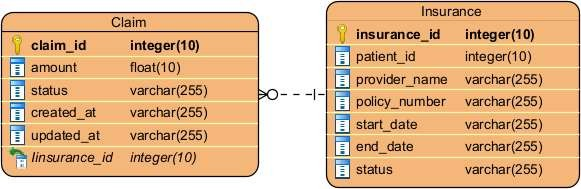 Claim
claim_id integer(10)
amount float(10)
status varchar(255)
created_at varchar(255)
updated_at varchar(255)
Iinsurance_id integer(10)
Insurance
insurance_id integer(10)
patient_id integer(10)
provider_name varchar(255)
policy_number varchar(255)
start_date varchar(255)
end_date varchar(255)
status varchar(255)